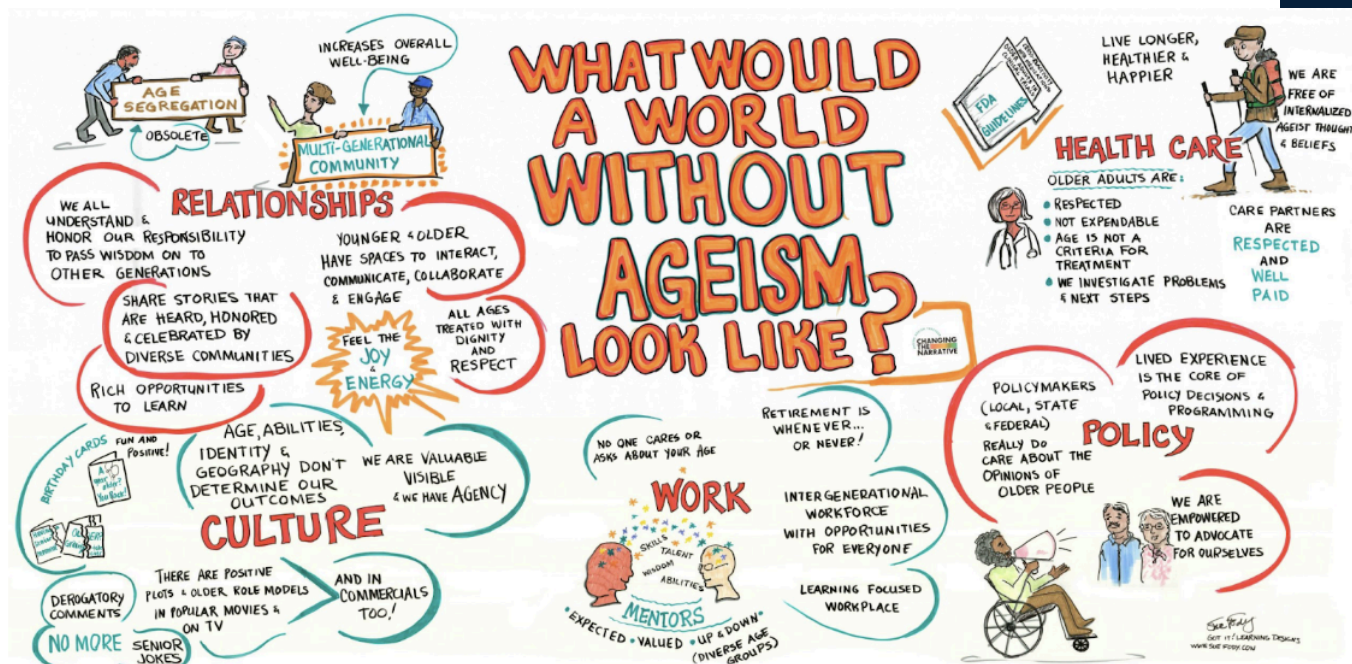 WHAT WOULD
A WORLD
WITHOUT
AGEISM
LOOK LIKE?
CHANGING
THE
NARRATIVE
AGE
SEGREGATION
OBSOLETE
INCREASES OVERALL
WELL-BEING
MULTI-GENERATIONAL
COMMUNITY
RELATIONSHIPS
WE ALL
UNDERSTAND &
HONOR OUR RESPONSIBILITY
TO PASS WISDOM ON TO
OTHER GENERATIONS
YOUNGER & OLDER
HAVE SPACES TO INTERACT,
COMMUNICATE, COLLABORATE
& ENGAGE
SHARE STORIES THAT
ARE HEARD, HONORED
& CELEBRATED BY
DIVERSE COMMUNITIES
ALL AGES
TREATED WITH
DIGNITY
AND
RESPECT
FEEL THE
JOY
&
ENERGY
RICH OPPORTUNITIES
TO LEARN
CULTURE
BIRTHDAY CARDS
FUN AND
POSITIVE!
AGE, ABILITIES,
IDENTITY &
GEOGRAPHY DON'T
DETERMINE OUR
OUTCOMES
WE ARE VALUABLE
VISIBLE
& WE HAVE AGENCY
DEROGATORY
COMMENTS
NO MORE SENIOR
JOKES
THERE ARE POSITIVE
PLOTS & OLDER ROLE MODELS
IN POPULAR MOVIES &
ON TV
AND IN
COMMERCIALS
TOO!
WORK
NO ONE CARES OR
ASKS ABOUT YOUR AGE
RETIREMENT IS
WHENEVER...
OR NEVER!
INTERGENERATIONAL
WORKFORCE
WITH OPPORTUNITIES
FOR EVERYONE
LEARNING FOCUSED
WORKPLACE
SKILLS
TALENT
WISDOM
ABILITIES
MENTORS
• EXPECTED • VALUED • UP & DOWN •
(DIVERSE AGE
GROUPS)
FDA
GUIDELINES
LIVE LONGER,
HEALTHIER &
HAPPIER
WE ARE
FREE OF
INTERNALIZED
AGEIST THOUGHT
& BELIEFS
HEALTH CARE
OLDER ADULTS ARE:
• RESPECTED
• NOT EXPENDABLE
• AGE IS NOT A
CRITERIA FOR
TREATMENT
• WE INVESTIGATE PROBLEMS
& NEXT STEPS
CARE PARTNERS
ARE
RESPECTED
AND
WELL
PAID
POLICY
POLICYMAKERS
(LOCAL, STATE
& FEDERAL)
REALLY DO
CARE ABOUT THE
OPINIONS OF
OLDER PEOPLE
LIVED EXPERIENCE
IS THE CORE OF
POLICY DECISIONS &
PROGRAMMING
WE ARE
EMPOWERED
TO ADVOCATE
FOR OURSELVES
Sue Fody
GOT IT! LEARNING DESIGNS
WWW.SUEFODY.COM